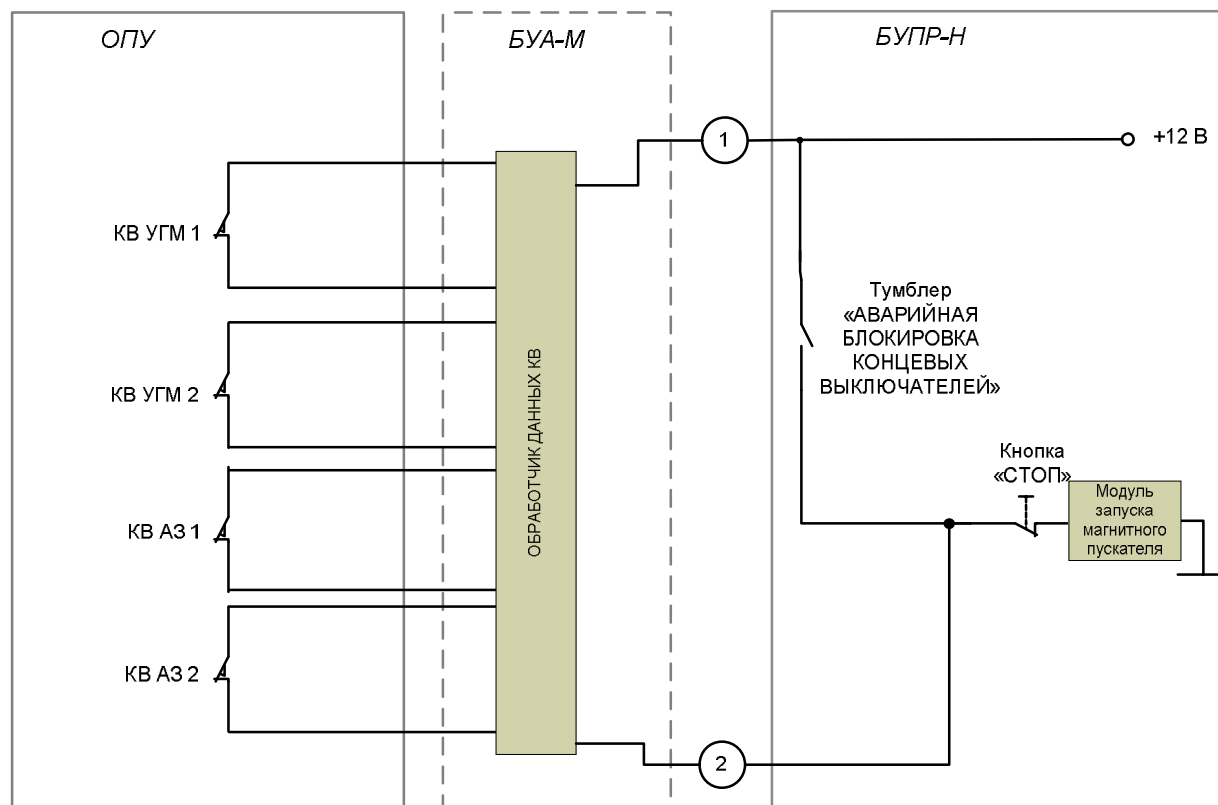 ОПУ
БУА-М
БУПР-Н
1
+12 В
КВ УГМ 1
Тумблер
«АВАРИЙНАЯ
БЛОКИРОВКА
КОНЦЕВЫХ
ВЫКЛЮЧАТЕЛЕЙ»
КВ УГМ 2
ОБРАБОТЧИК ДАННЫХ КВ
Кнопка
«СТОП»
Модуль
запуска
магнитного
пускателя
КВ АЗ 1
КВ АЗ 2
2